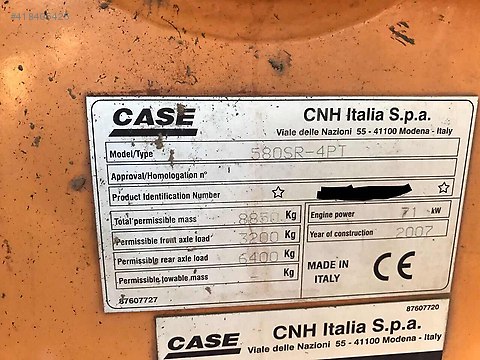 #418406426
CASE
CNH Italia S.p.a.
Viale delle Nazioni 55 - 41100 Modena - Italy
Model/Type 580SR-4PT
Approval/Homologation n°
Product Identification Number
Total permissible mass 8850 Kg
Engine power 71 kW
Permissible front axle load 3200 Kg
Year of construction 2007
Permissible rear axle load 6400 Kg
Permissible towable mass - Kg
MADE IN
ITALY
CE
87607727
87607720
CASE
CNH Italia S.p.a.
Viale delle Nazioni 55 - 41100 Modena - Italy